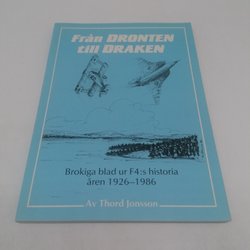 Från DRONTEN
till DRAKEN
Brokiga blad ur F4:s historia
åren 1926–1986
Av Thord Jonsson